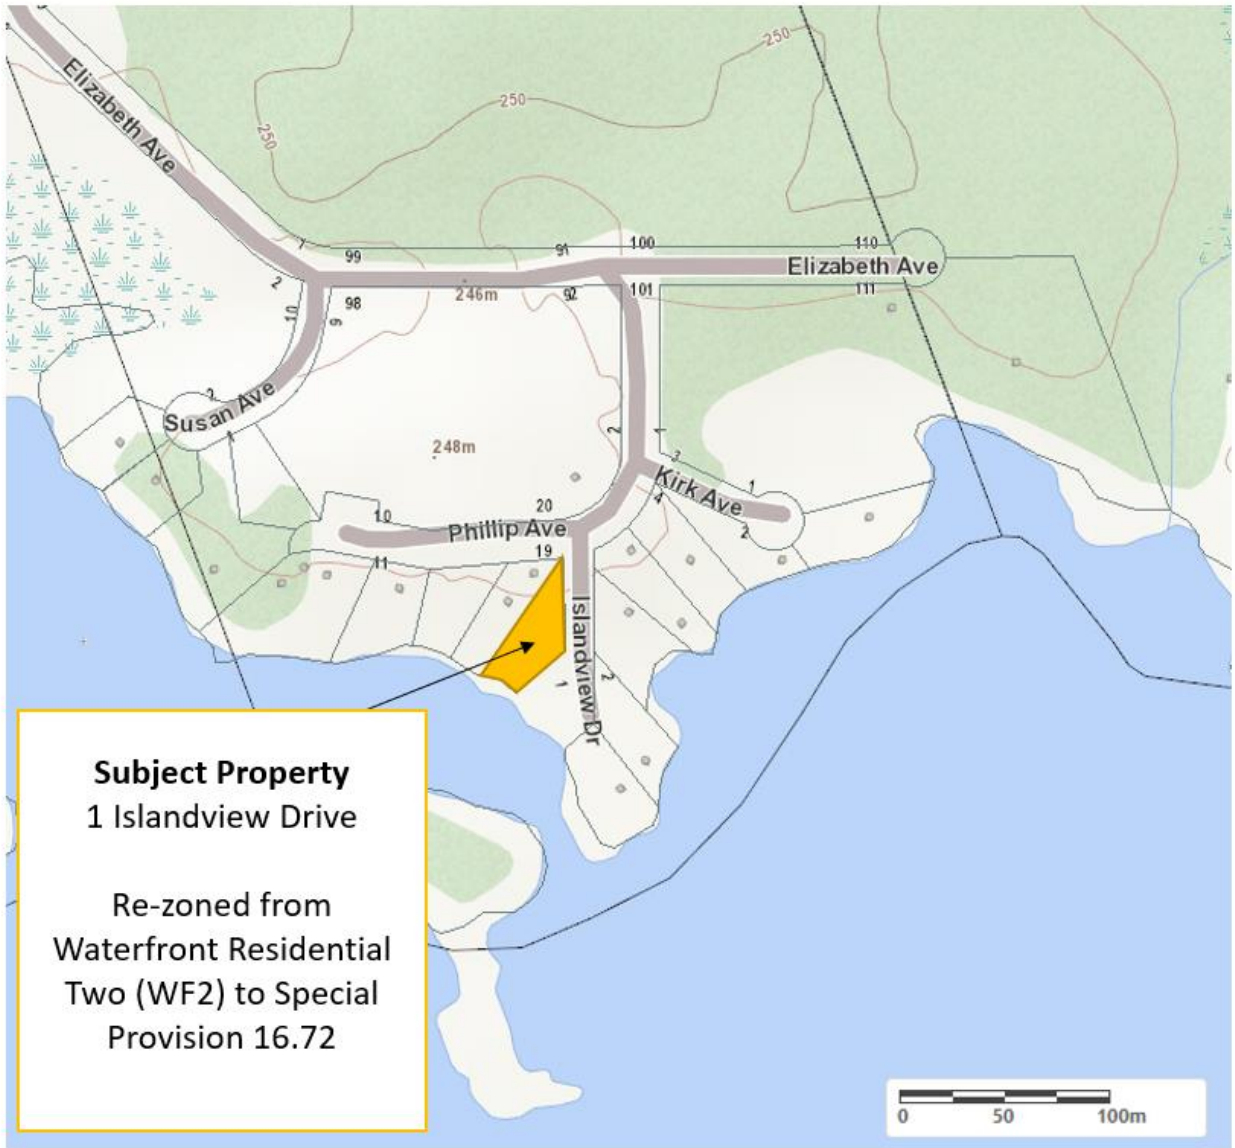 250
250
250
Elizabeth Ave
1
99
91
100
110
Elizabeth Ave
2
246m
92
101
111
10
9
98
2
Susan Ave
1
248m
2
1
3
Kirk Ave
1
4
2
10
20
Phillip Ave
11
19
Islandview Dr
1
2
Subject Property
1 Islandview Drive
Re-zoned from
Waterfront Residential
Two (WF2) to Special
Provision 16.72
0 50 100m